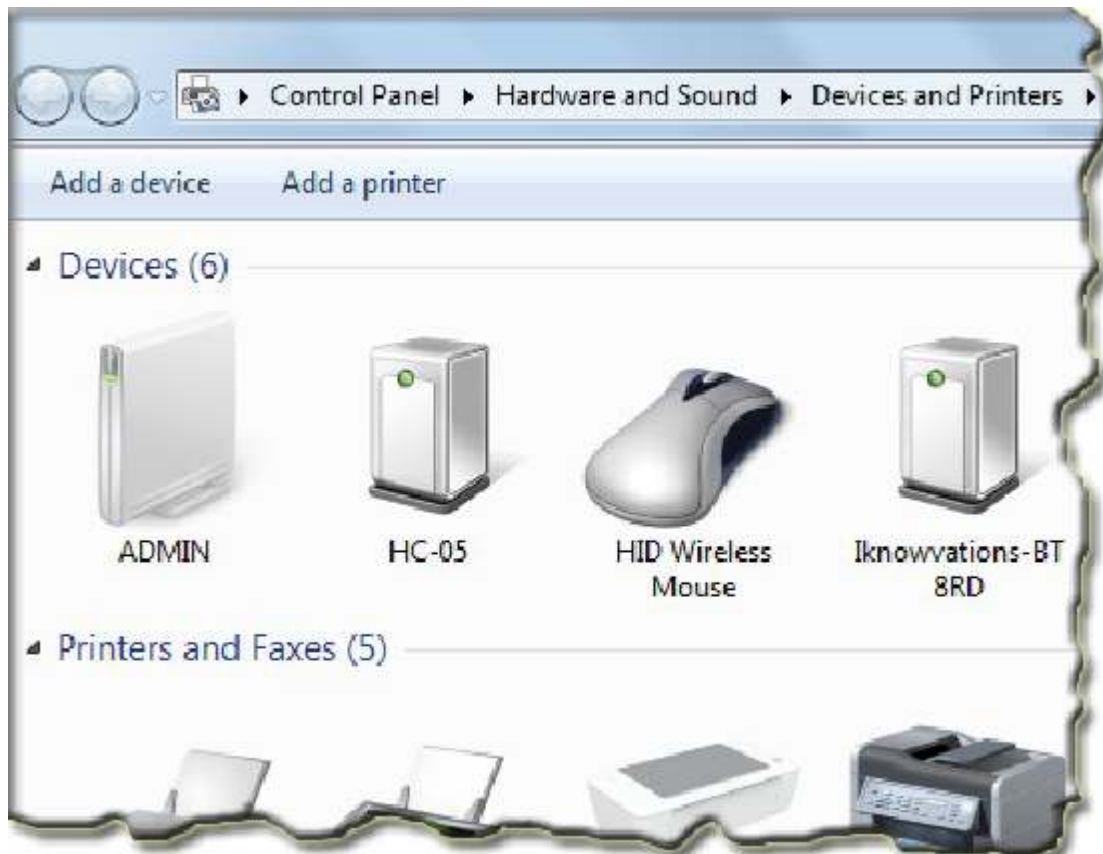 Control Panel Hardware and Sound Devices and Printers
Add a device Add a printer
Devices (6)
ADMIN HC-05 HID Wireless Mouse Iknowvations-BT 8RD
Printers and Faxes (5)